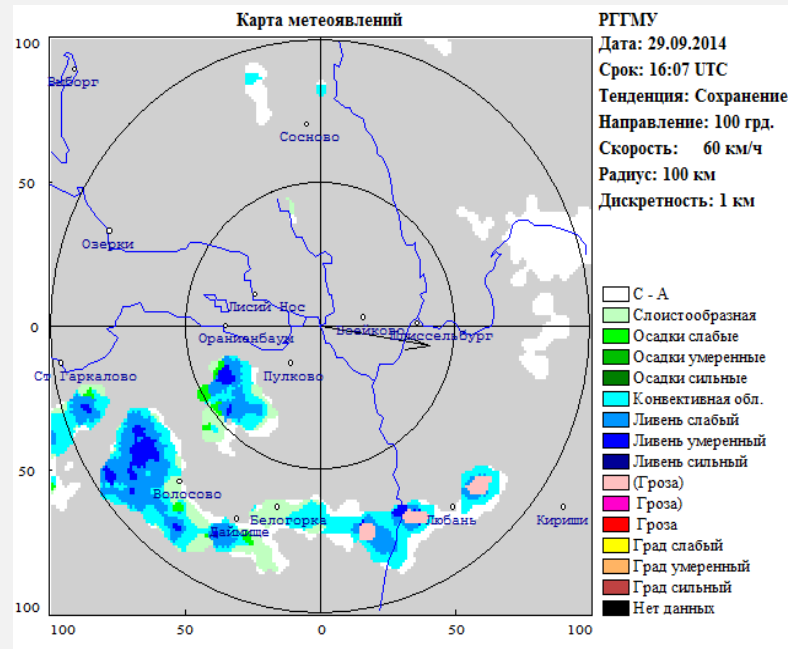 Карта метеоявлений
РГГМУ
Дата: 29.09.2014
Срок: 16:07 UTC
Тенденция: Сохранение
Направление: 100 грд.
Скорость: 60 км/ч
Радиус: 100 км
Дискретность: 1 км
100
50
0
50
100
100
50
0
50
100
Выборг
Сосново
Озерки
Лисий Нос
Воейково
Шлиссельбург
Ораниенбаум
Ст. Гаркалово
Пулково
Волосово
Белогорка
Любань
Кириши
С - А
Слоистообразная
Осадки слабые
Осадки умеренные
Осадки сильные
Конвективная обл.
Ливень слабый
Ливень умеренный
Ливень сильный
(Гроза)
Гроза)
Гроза
Град слабый
Град умеренный
Град сильный
Нет данных